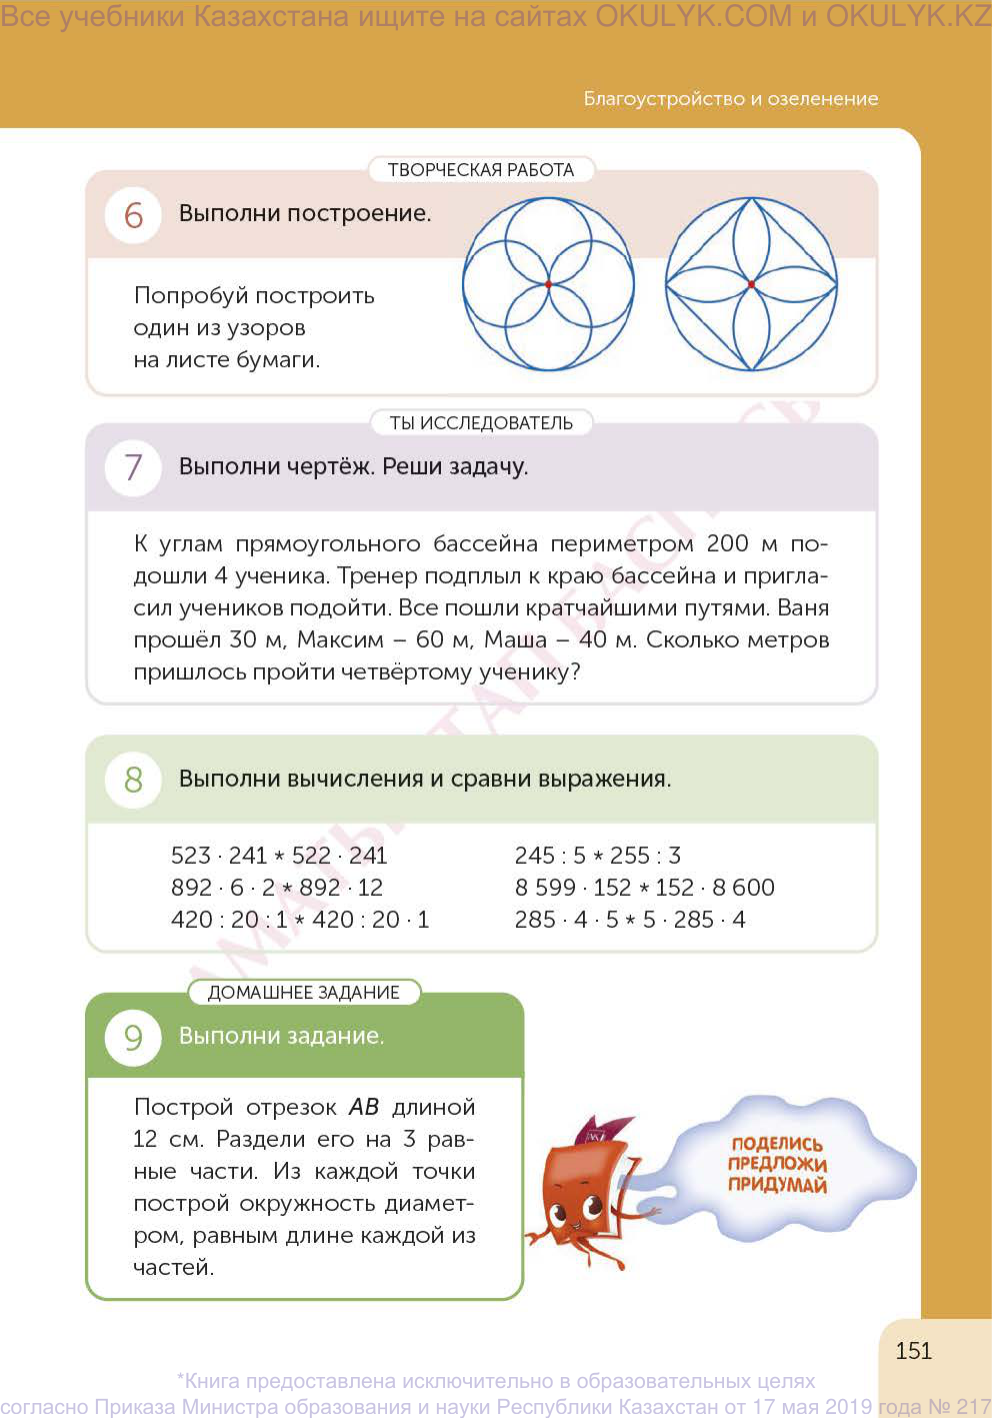 Все учебники Казахстана ищите на сайтах OKULYK.COM и OKULYK.KZ
Благоустройство и озеленение
ТВОРЧЕСКАЯ РАБОТА
6 Выполни построение.
Попробуй построить
один из узоров
на листе бумаги.
ТЫ ИССЛЕДОВАТЕЛЬ
7 Выполни чертёж. Реши задачу.
К углам прямоугольного бассейна периметром 200 м по-
дошли 4 ученика. Тренер подплыл к краю бассейна и пригла-
сил учеников подойти. Все пошли кратчайшими путями. Ваня
прошёл 30 м, Максим – 60 м, Маша – 40 м. Сколько метров
пришлось пройти четвёртому ученику?
8 Выполни вычисления и сравни выражения.
523 · 241 * 522 · 241
892 · 6 · 2 * 892 · 12
420 : 20 : 1 * 420 : 20 · 1
245 : 5 * 255 : 3
8 599 · 152 * 152 · 8 600
285 · 4 · 5 * 5 · 285 · 4
ДОМАШНЕЕ ЗАДАНИЕ
9 Выполни задание.
Построй отрезок АВ длиной
12 см. Раздели его на 3 рав-
ные части. Из каждой точки
построй окружность диамет-
ром, равным длине каждой из
частей.
ПОДЕЛИСЬ
ПРЕДЛОЖИ
ПРИДУМАЙ
151
*Книга предоставлена исключительно в образовательных целях
согласно Приказа Министра образования и науки Республики Казахстан от 17 мая 2019 года № 217